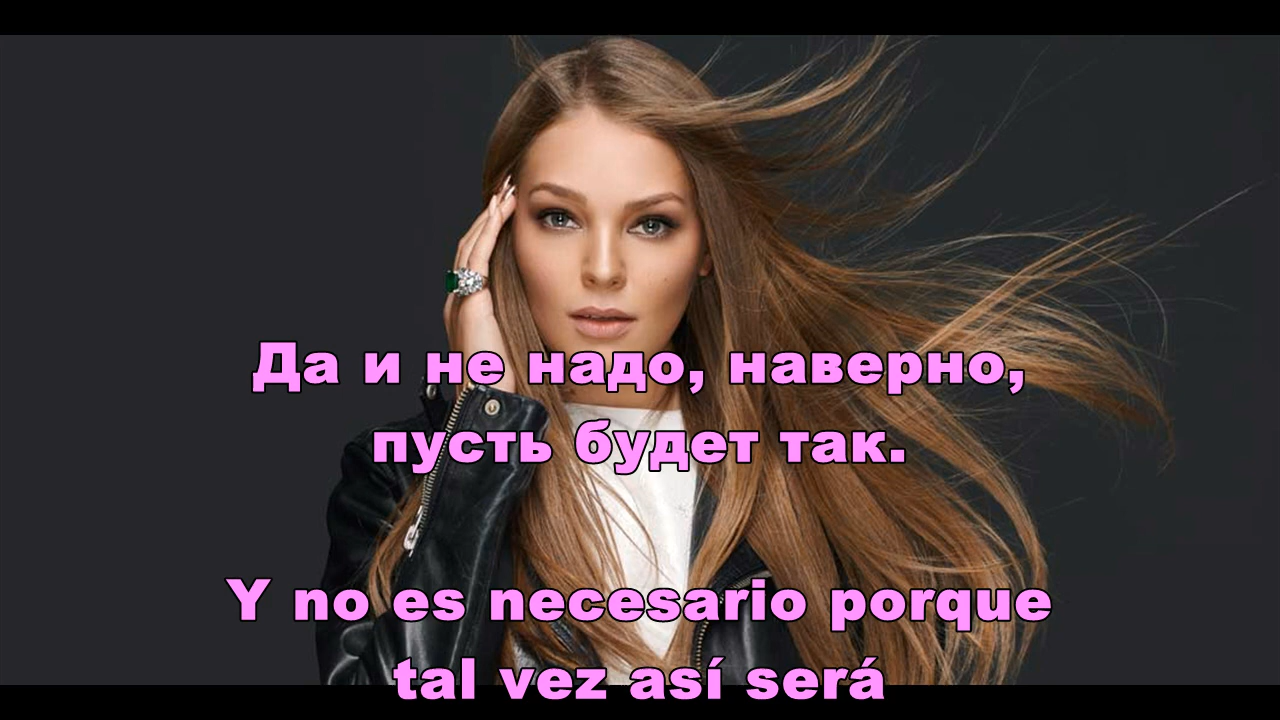 Да и не надо, наверно,
пусть будет так.
Y no es necesario porque
tal vez así será